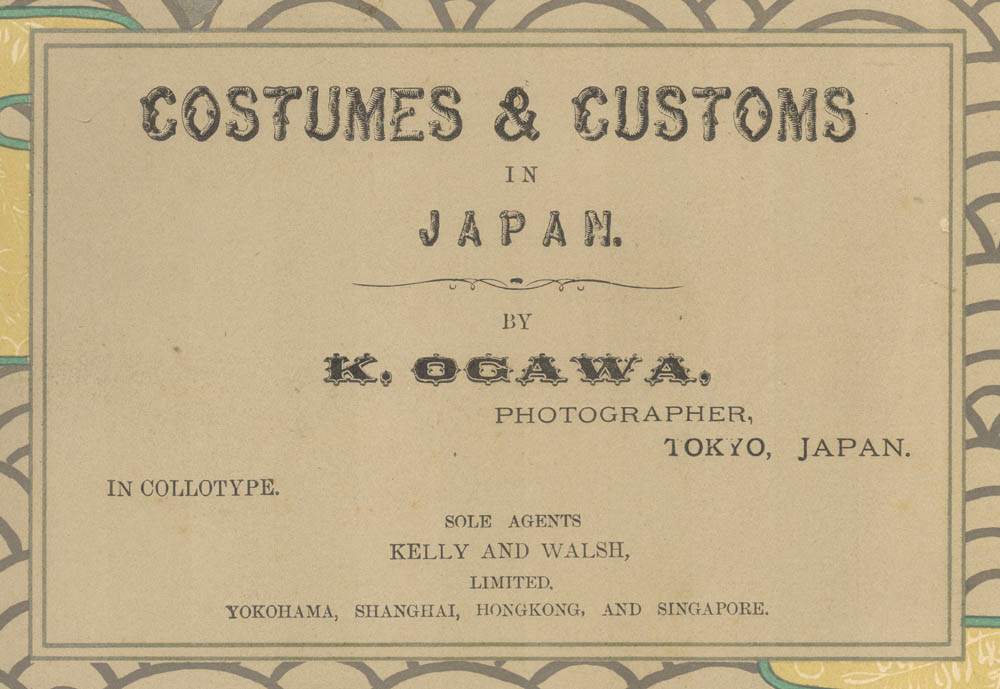 COSTUMES & CUSTOMS
IN
JAPAN.
BY
K. OGAWA,
PHOTOGRAPHER,
TOKYO, JAPAN.
IN COLLOTYPE.
SOLE AGENTS
KELLY AND WALSH,
LIMITED,
YOKOHAMA, SHANGHAI, HONGKONG, AND SINGAPORE.